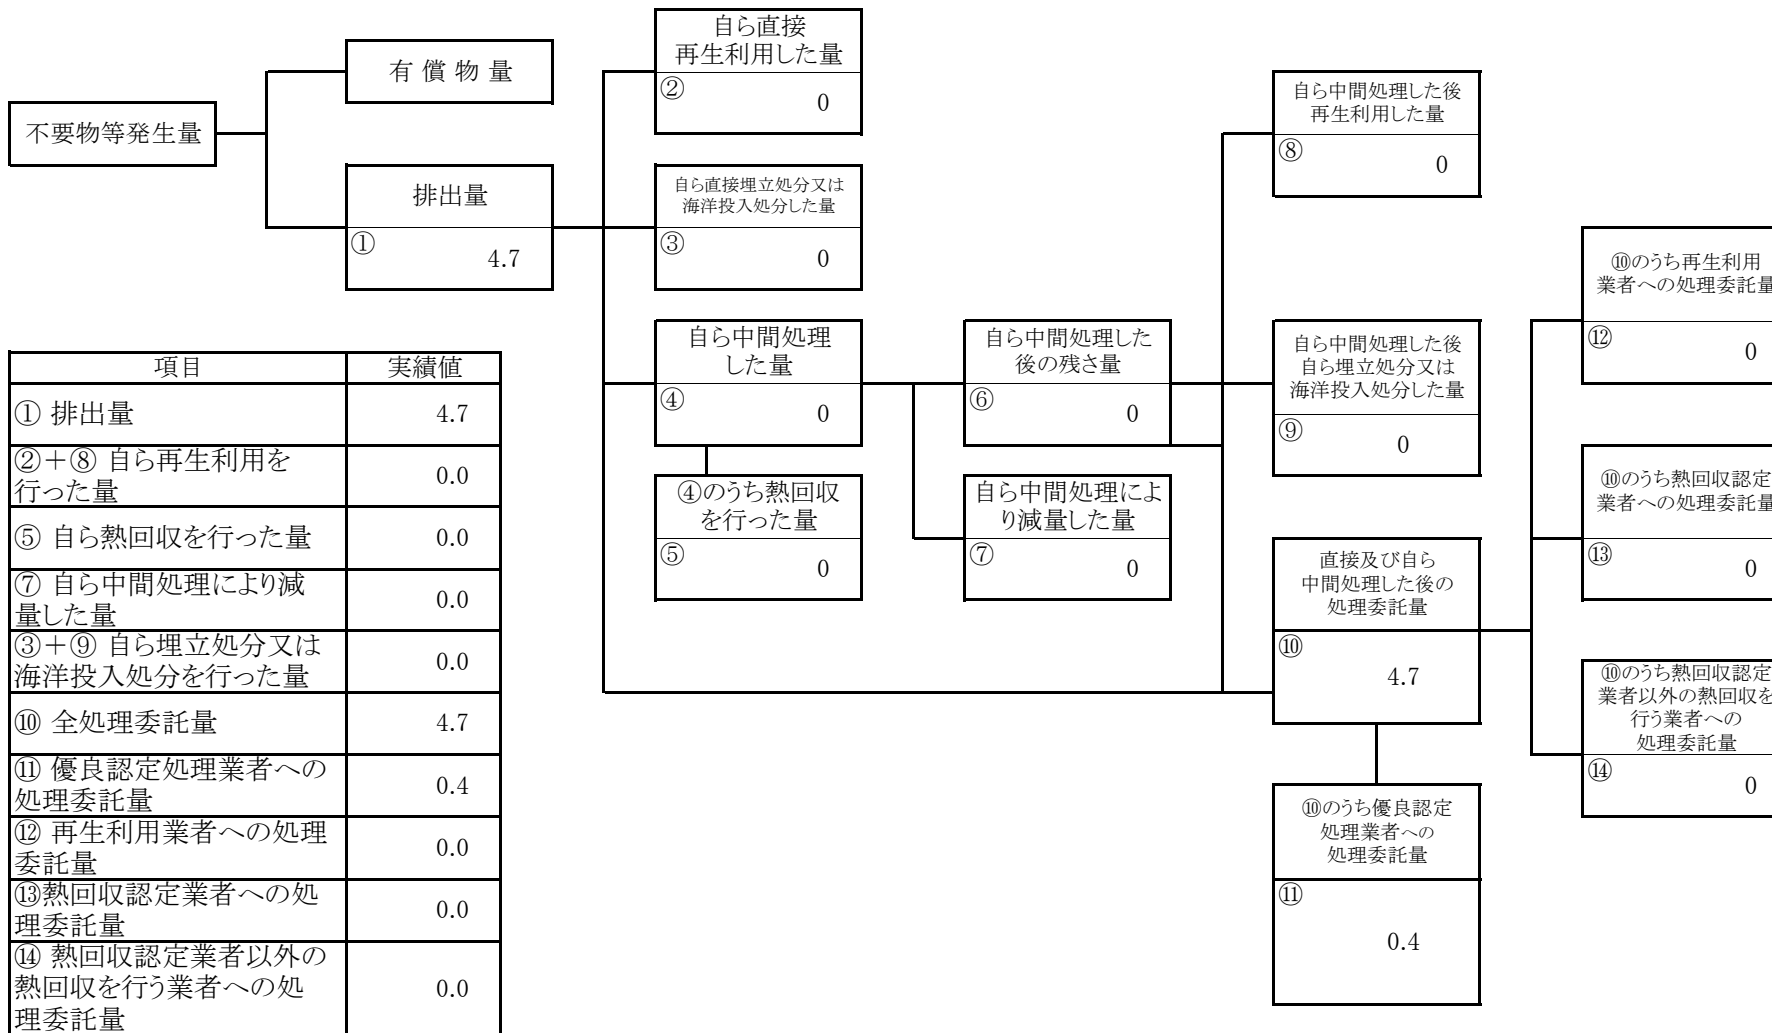 不要物等発生量
有 償 物 量
排出量
①
4.7
自ら直接
再生利用した量
②
0
自ら直接埋立処分又は
海洋投入処分した量
③
0
自ら中間処理
した量
④
0
④のうち熱回収
を行った量
⑤
0
自ら中間処理した
後の残さ量
⑥
0
自ら中間処理によ
り減量した量
⑦
0
自ら中間処理した後
再生利用した量
⑧
0
自ら中間処理した後
自ら埋立処分又は
海洋投入処分した量
⑨
0
直接及び自ら
中間処理した後の
処理委託量
⑩
4.7
⑩のうち優良認定
処理業者への
処理委託量
⑪
0.4
⑩のうち再生利用
業者への処理委託量
⑫
0
⑩のうち熱回収認定
業者への処理委託量
⑬
0
⑩のうち熱回収認定
業者以外の熱回収を
行う業者への
処理委託量
⑭
0
項目 実績値
① 排出量 4.7
②＋⑧ 自ら再生利用を
行った量 0.0
⑤ 自ら熱回収を行った量 0.0
⑦ 自ら中間処理により減
量した量 0.0
③＋⑨ 自ら埋立処分又は
海洋投入処分を行った量 0.0
⑩ 全処理委託量 4.7
⑪ 優良認定処理業者への
処理委託量 0.4
⑫ 再生利用業者への処理
委託量 0.0
⑬熱回収認定業者への処
理委託量 0.0
⑭ 熱回収認定業者以外の
熱回収を行う業者への処
理委託量 0.0